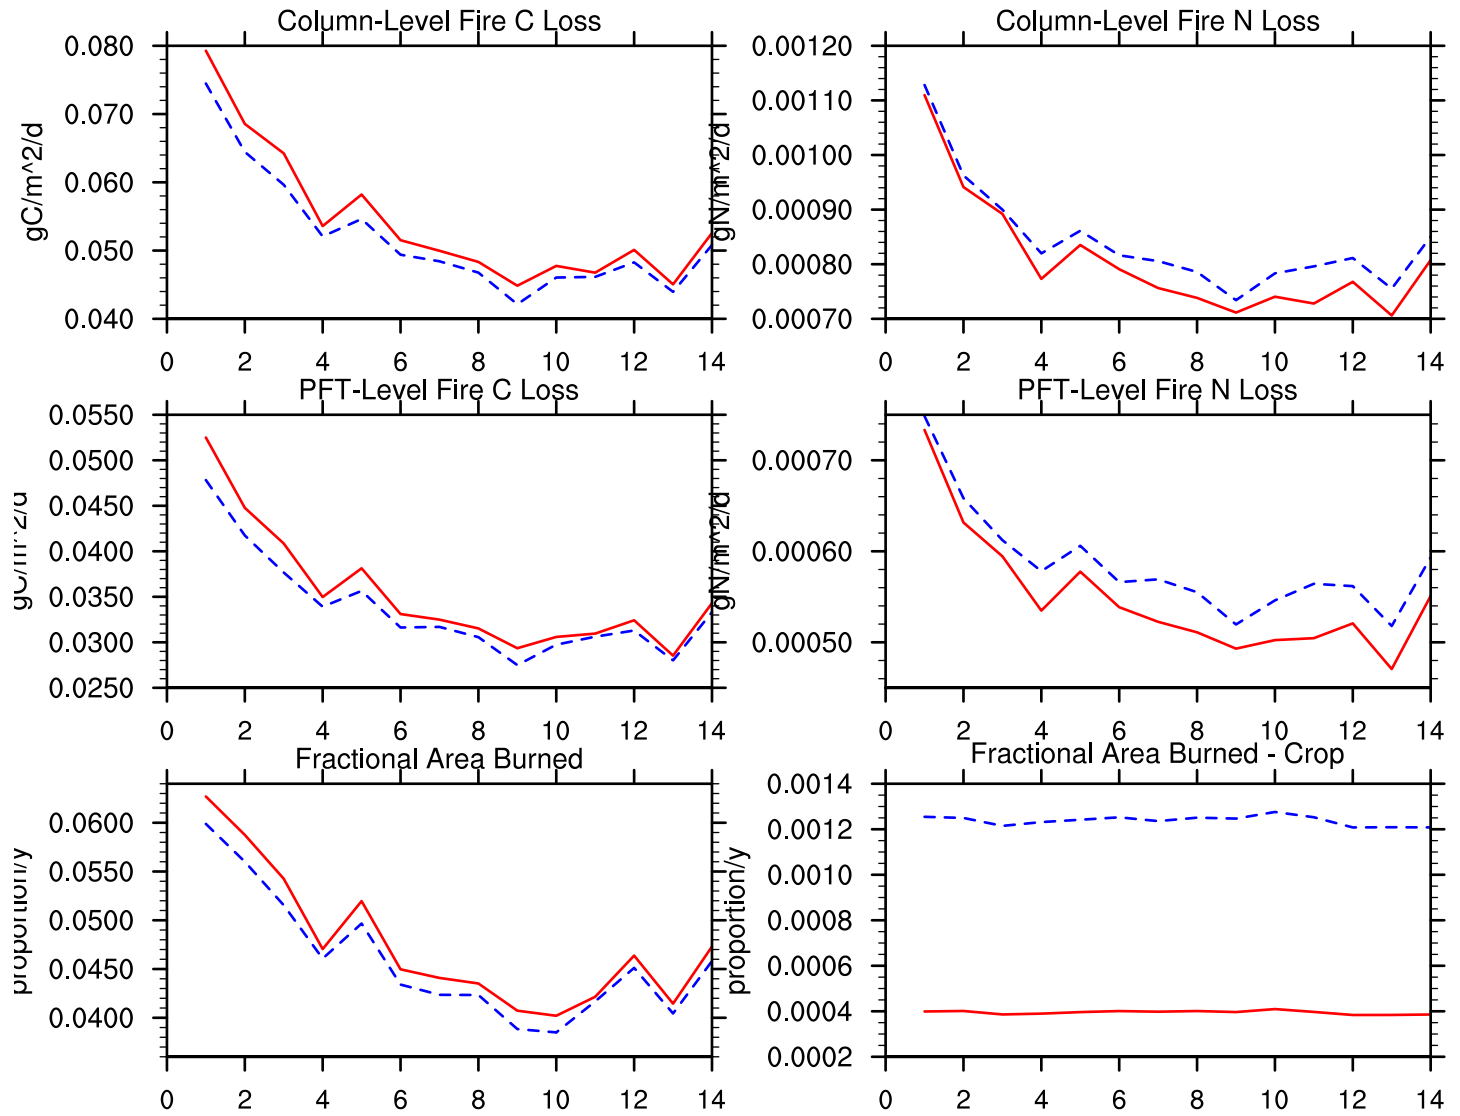 Column-Level Fire C Loss
gC/m^2/d
0.080
0.070
0.060
0.050
0.040
0 2 4 6 8 10 12 14
Column-Level Fire N Loss
gN/m^2/d
0.00120
0.00110
0.00100
0.00090
0.00080
0.00070
0 2 4 6 8 10 12 14
PFT-Level Fire C Loss
gC/m^2/d
0.0550
0.0500
0.0450
0.0400
0.0350
0.0300
0.0250
0 2 4 6 8 10 12 14
PFT-Level Fire N Loss
gN/m^2/d
0.00070
0.00060
0.00050
0 2 4 6 8 10 12 14
Fractional Area Burned
proportion/y
0.0600
0.0550
0.0500
0.0450
0.0400
0 2 4 6 8 10 12 14
Fractional Area Burned - Crop
proportion/y
0.0014
0.0012
0.0010
0.0008
0.0006
0.0004
0.0002
0 2 4 6 8 10 12 14